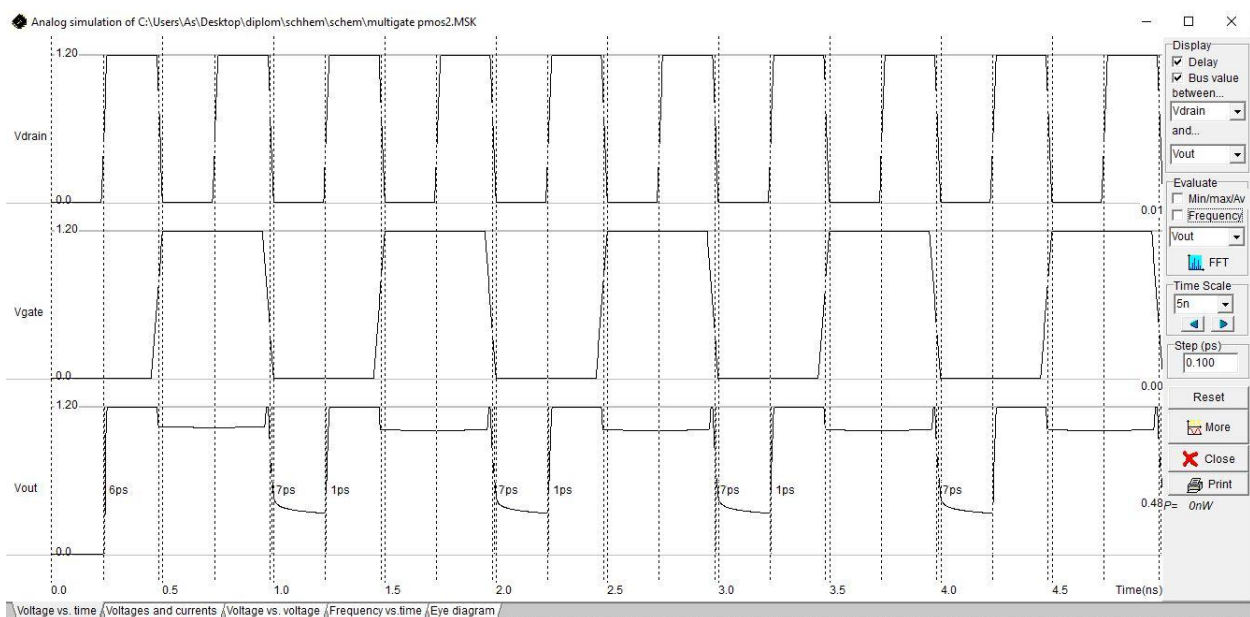 Analog simulation of C:\Users\As\Desktop\diplom\schhem\schem\multigate pmos2.MSK
1.20
Vdrain
0.0
0.01
1.20
Vgate
0.0
0.00
1.20
Vout
6ps
7ps
1ps
7ps
1ps
7ps
1ps
7ps
0.48
0.0
0.0 0.5 1.0 1.5 2.0 2.5 3.0 3.5 4.0 4.5 Time(ns)
Voltage vs. time Voltages and currents Voltage vs. voltage Frequency vs.time Eye diagram
Display
Delay
Bus value
between...
Vdrain
and...
Vout
Evaluate
Min/max/Av
Frequency
Vout
FFT
Time Scale
5n
Step (ps)
0.100
Reset
More
Close
Print
P= 0nW